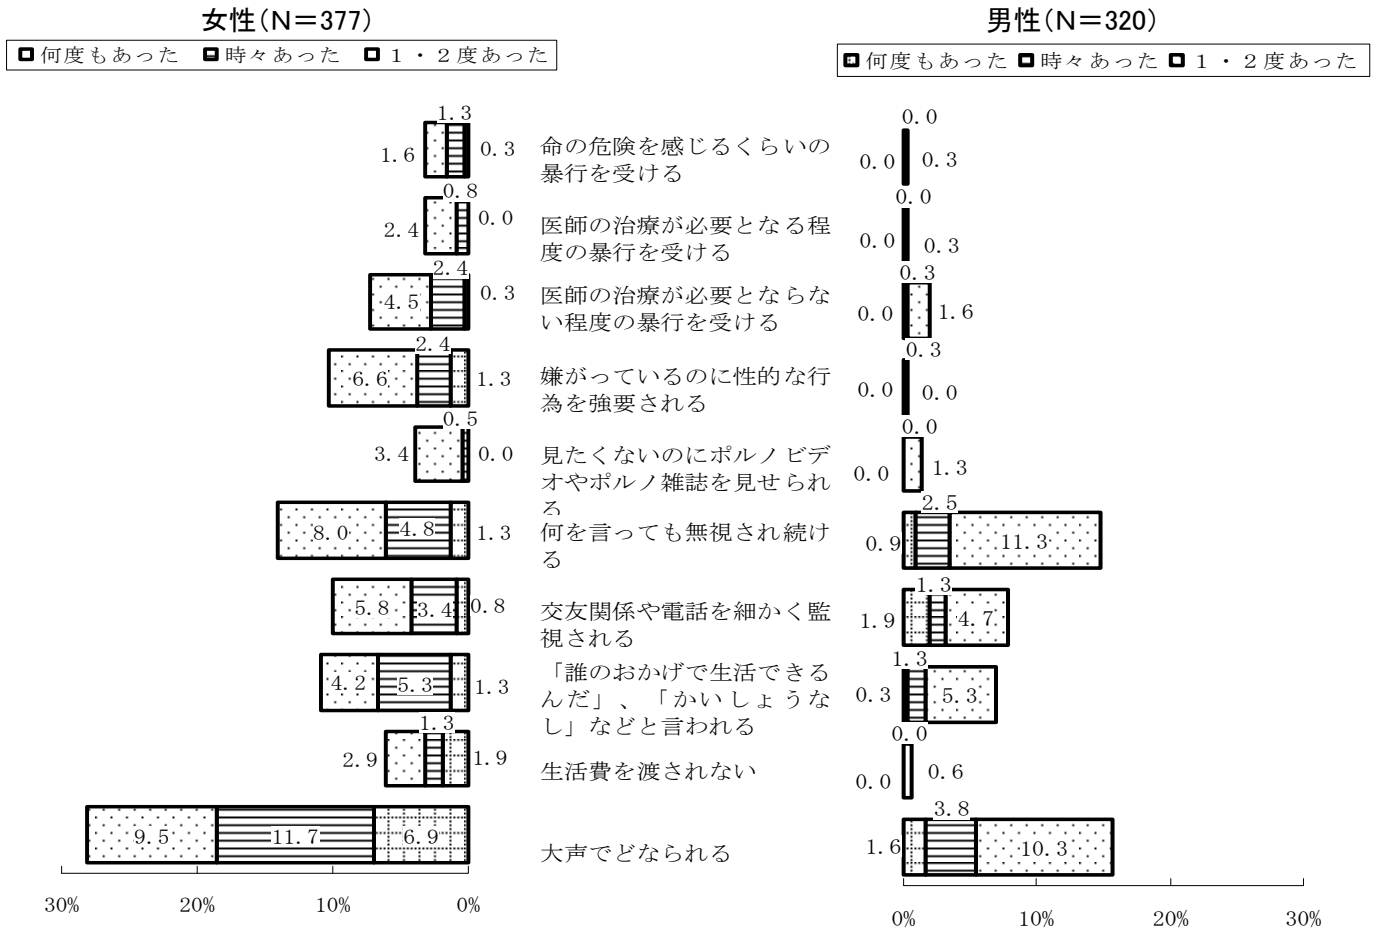 女性(N＝377)
男性(N＝320)
何度もあった 時々あった 1・2度あった
何度もあった 時々あった 1・2度あった
1.3
1.6
0.3
命の危険を感じるくらいの
暴行を受ける
0.0
0.0
0.3
0.8
2.4
0.0
医師の治療が必要となる程
度の暴行を受ける
0.0
0.0
0.3
2.4
4.5
0.3
医師の治療が必要とならな
い程度の暴行を受ける
0.3
0.0
1.6
2.4
6.6
1.3
嫌がっているのに性的な行
為を強要される
0.3
0.0
0.0
0.5
3.4
0.0
見たくないのにポルノビデ
オやポルノ雑誌を見せられ
る
0.0
0.0
1.3
8.0
4.8
1.3
何を言っても無視され続け
る
2.5
0.9
11.3
5.8
3.4
0.8
交友関係や電話を細かく監
視される
1.3
1.9
4.7
4.2
5.3
1.3
「誰のおかげで生活できる
んだ」、「かいしょうな
し」などと言われる
1.3
0.3
5.3
1.3
2.9
1.9
生活費を渡されない
0.0
0.0
0.6
9.5
11.7
6.9
大声でどなられる
3.8
1.6
10.3
30% 20% 10% 0%
0% 10% 20% 30%